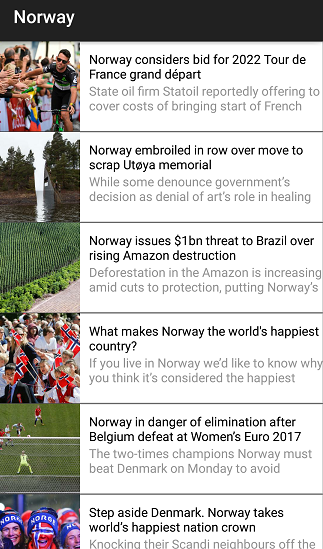 Norway
Norway considers bid for 2022 Tour de
France grand départ
State oil firm Statoil reportedly offering to
cover costs of bringing start of French
Norway embroiled in row over move to
scrap Utøya memorial
While some denounce government's
decision as denial of art's role in healing
Norway issues $1bn threat to Brazil over
rising Amazon destruction
Deforestation in the Amazon is increasing
amid cuts to protection, putting Norway's
What makes Norway the world's happiest
country?
If you live in Norway we'd like to know why
you think it's considered the happiest
Norway in danger of elimination after
Belgium defeat at Women's Euro 2017
The two-times champions Norway must
beat Denmark on Monday to avoid
Step aside Denmark. Norway takes
world's happiest nation crown
Knocking their Scandi neighbours off the